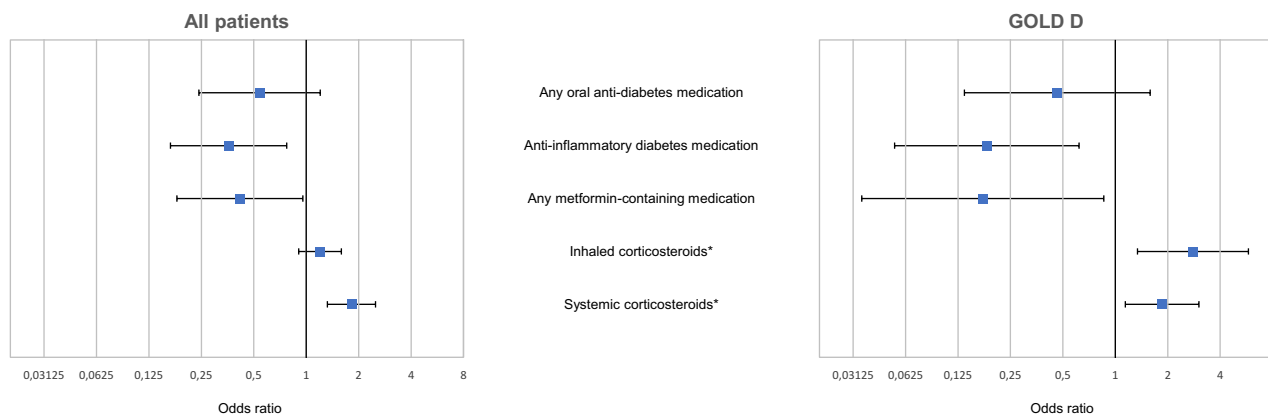 All patients
GOLD D
Any oral anti-diabetes medication
Anti-inflammatory diabetes medication
Any metformin-containing medication
Inhaled corticosteroids*
Systemic corticosteroids*
0,03125 0,0625 0,125 0,25 0,5 1 2 4 8
0,03125 0,0625 0,125 0,25 0,5 1 2 4
Odds ratio
Odds ratio